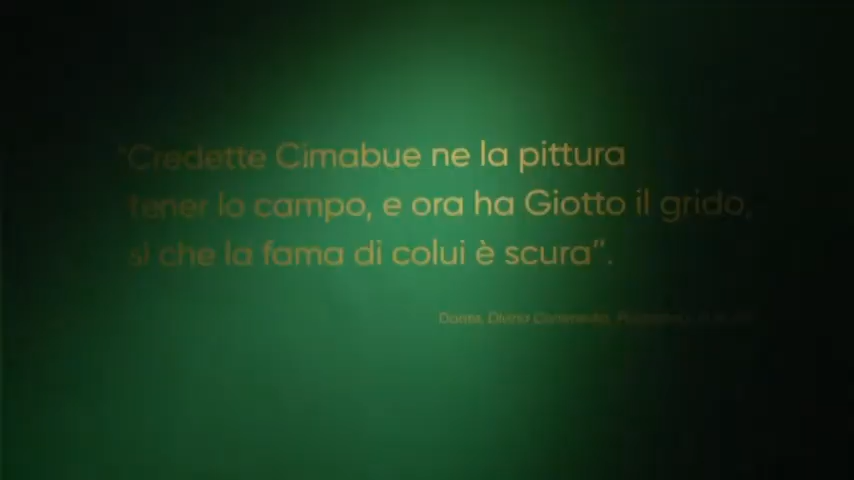 "Credette Cimabue ne la pittura
tener lo campo, e ora ha Giotto il grido,
sì che la fama di colui è scura".
Dante, Divina Commedia,